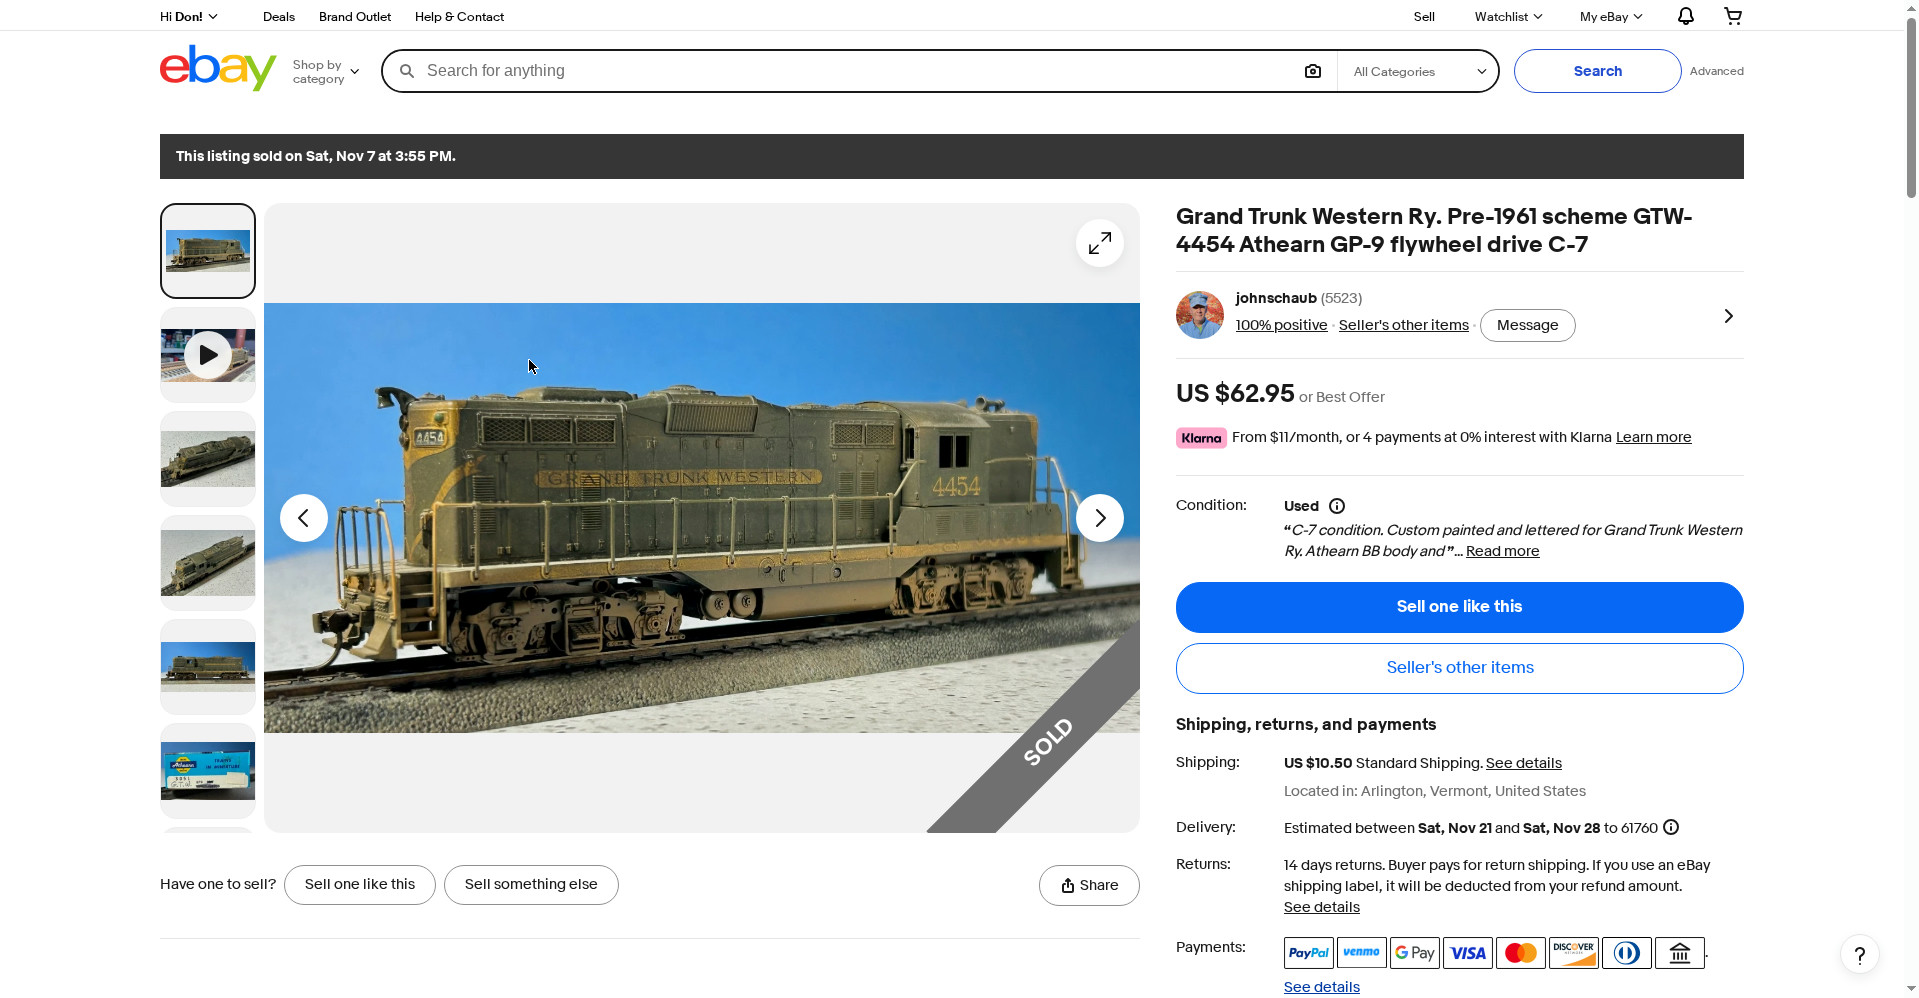 Hi Don!
Deals
Brand Outlet
Help & Contact
Sell
Watchlist
My eBay
ebay
Shop by
category
Search for anything
All Categories
Search
Advanced
This listing sold on Sat, Nov 7 at 3:55 PM.
4454
GRAND TRUNK WESTERN
4454
SOLD
Athearn
Have one to sell?
Sell one like this
Sell something else
Share
Grand Trunk Western Ry. Pre-1961 scheme GTW-
4454 Athearn GP-9 flywheel drive C-7
johnschaub (5523)
100% positive · Seller's other items · Message
US $62.95 or Best Offer
Klarna From $11/month, or 4 payments at 0% interest with Klarna Learn more
Condition:
Used
“C-7 condition. Custom painted and lettered for Grand Trunk Western
Ry. Athearn BB body and ”... Read more
Sell one like this
Seller's other items
Shipping, returns, and payments
Shipping:
US $10.50 Standard Shipping. See details
Located in: Arlington, Vermont, United States
Delivery:
Estimated between Sat, Nov 21 and Sat, Nov 28 to 61760
Returns:
14 days returns. Buyer pays for return shipping. If you use an eBay
shipping label, it will be deducted from your refund amount.
See details
Payments:
PayPal venmo G Pay VISA DISCOVER .
See details
?